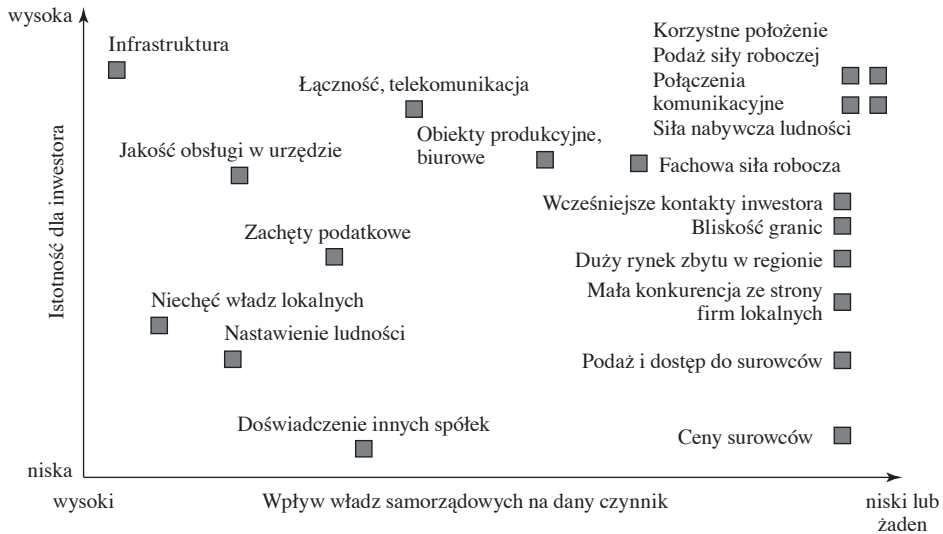 wysoka
Infrastruktura
Korzystne położenie
Podaż siły roboczej
Połączenia
komunikacyjne
Siła nabywcza ludności
Łączność, telekomunikacja
Obiekty produkcyjne,
biurowe
Jakość obsługi w urzędzie
Fachowa siła robocza
Wcześniejsze kontakty inwestora
Bliskość granic
Zachęty podatkowe
Duży rynek zbytu w regionie
Mała konkurencja ze strony
firm lokalnych
Niechęć władz lokalnych
Nastawienie ludności
Podaż i dostęp do surowców
Doświadczenie innych spółek
Ceny surowców
Istotność dla inwestora
niska
wysoki
Wpływ władz samorządowych na dany czynnik
niski lub
żaden